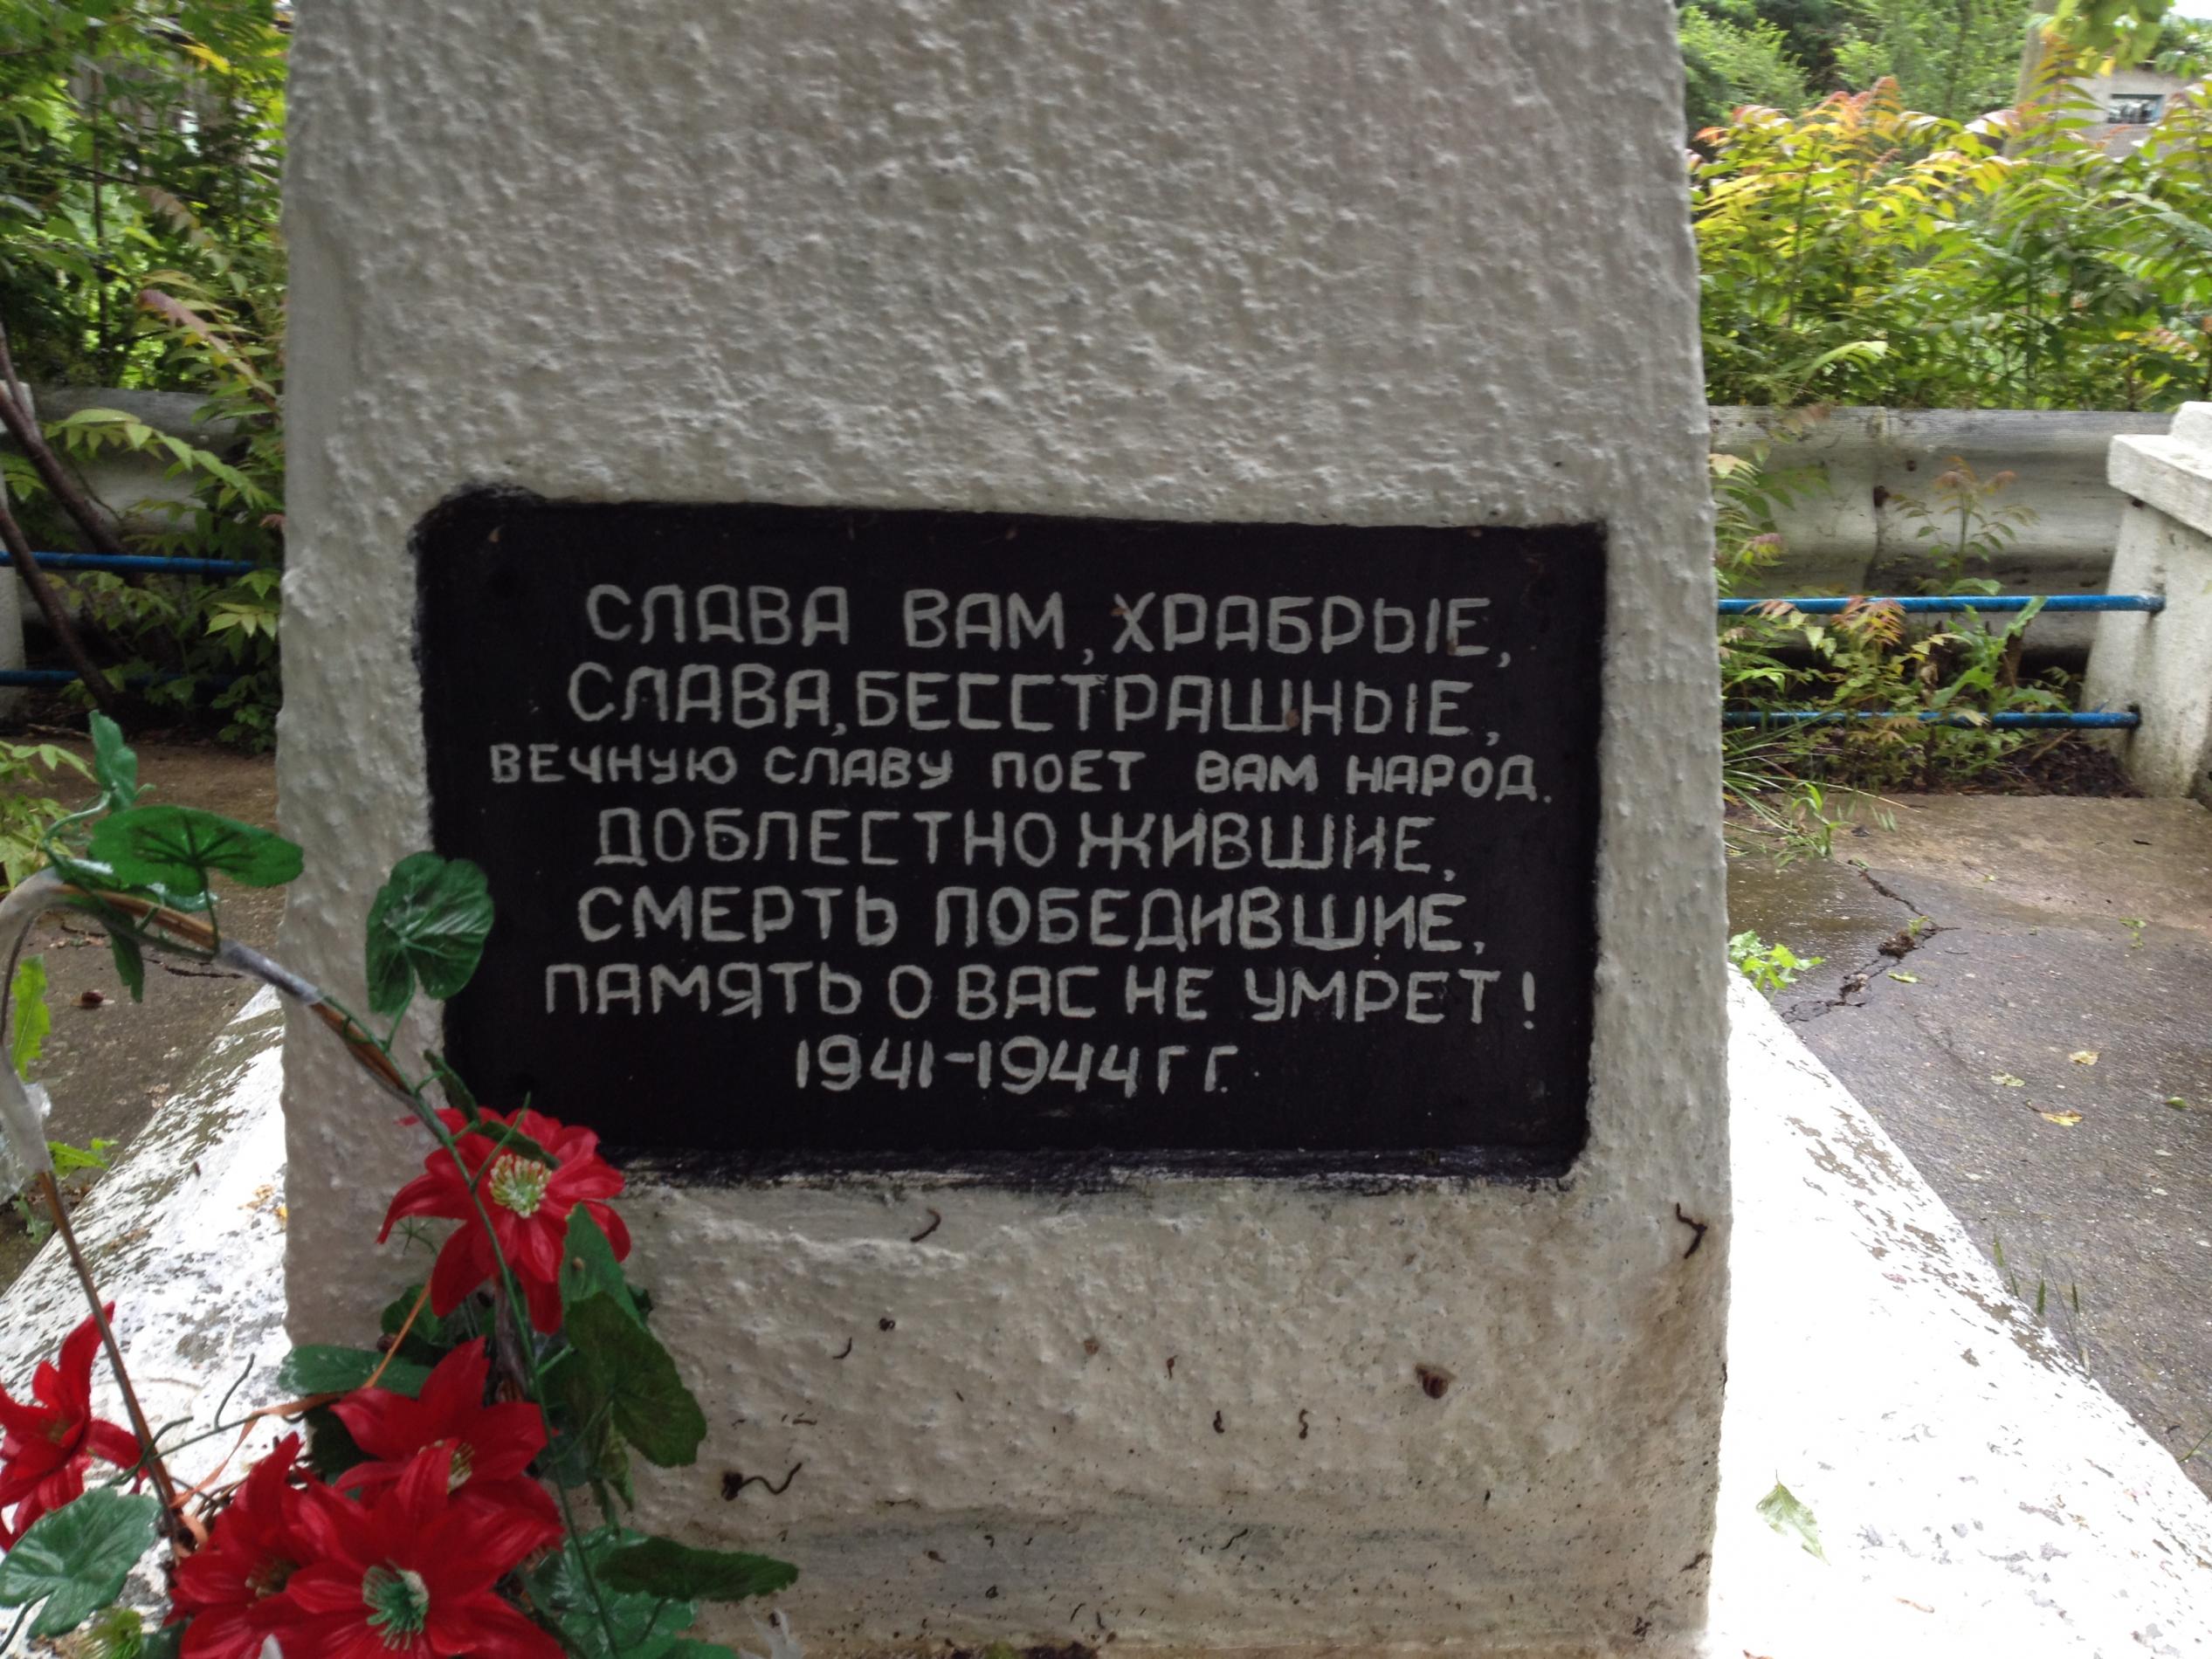 СЛАВА ВАМ, ХРАБРЫЕ,
СЛАВА, БЕССТРАШНЫЕ,
ВЕЧНУЮ СЛАВУ ПОЕТ ВАМ НАРОД.
ДОБЛЕСТНО ЖИВШИЕ,
СМЕРТЬ ПОБЕДИВШИЕ,
ПАМЯТЬ О ВАС НЕ УМРЕТ!
1941-1944 г г.